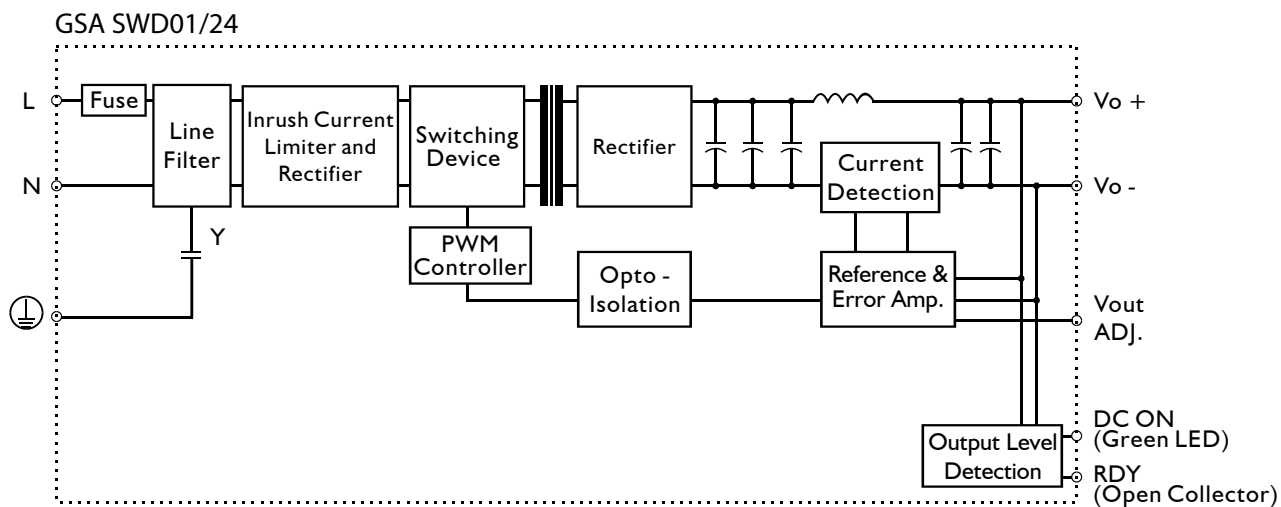 GSA SWD01/24
L
Fuse
Line
Filter
Inrush Current
Limiter and
Rectifier
Switching
Device
Rectifier
Current
Detection
Vo +
N
Vo -
Y
PWM
Controller
Opto -
Isolation
Reference &
Error Amp.
Vout
ADJ.
Output Level
Detection
DC ON
(Green LED)
RDY
(Open Collector)